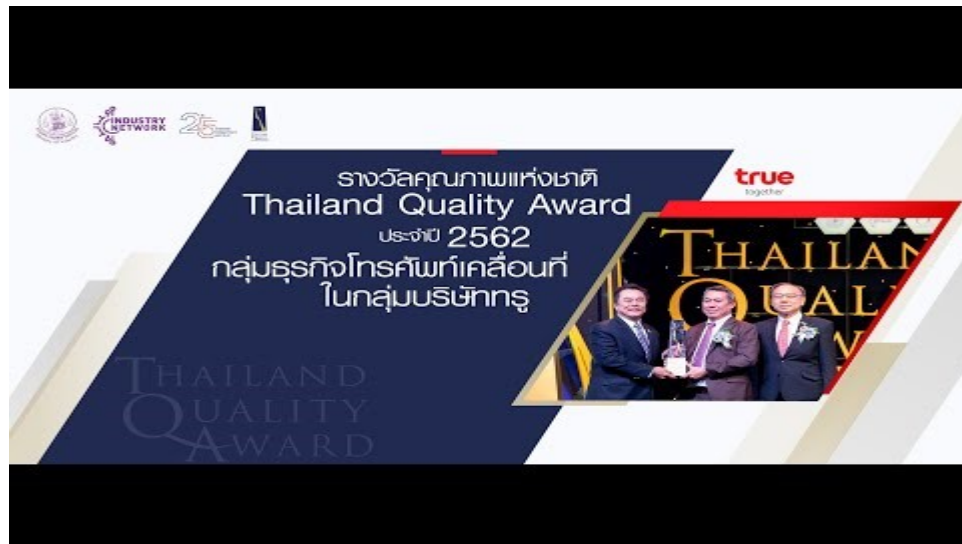 INDUSTRY
NETWORK
25
รางวัลคุณภาพแห่งชาติ
Thailand Quality Award
ประจำปี 2562
กลุ่มธุรกิจโทรศัพท์เคลื่อนที่
ในกลุ่มบริษัททรู
true
together
THAILAN
QUAL
THAILAND
QUALITY
AWARD